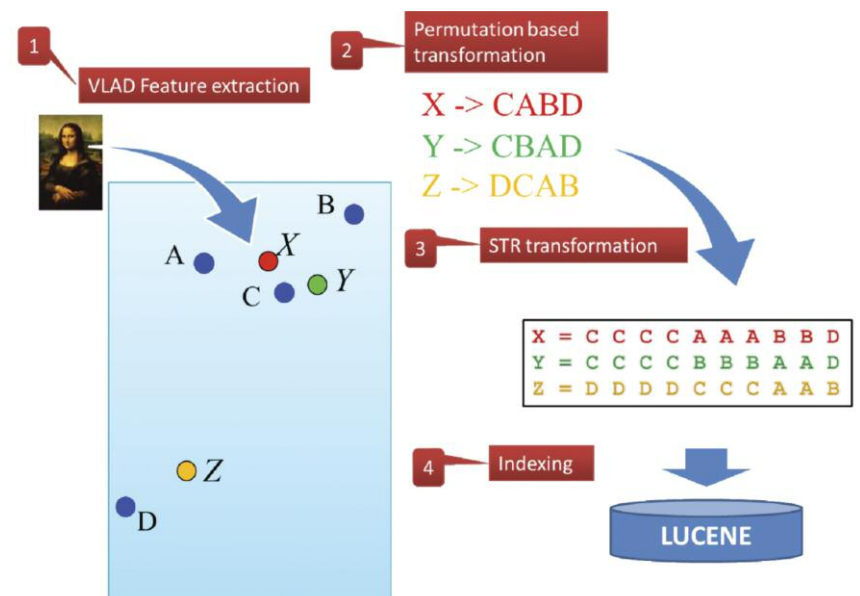 1
VLAD Feature extraction
2
Permutation based
transformation
X -> CABD
Y -> CBAD
Z -> DCAB
B
A
X
C
Y
Z
D
3
STR transformation
X = C C C C A A A B B D
Y = C C C C B B B A A D
Z = D D D D C C C A A B
4
Indexing
LUCENE